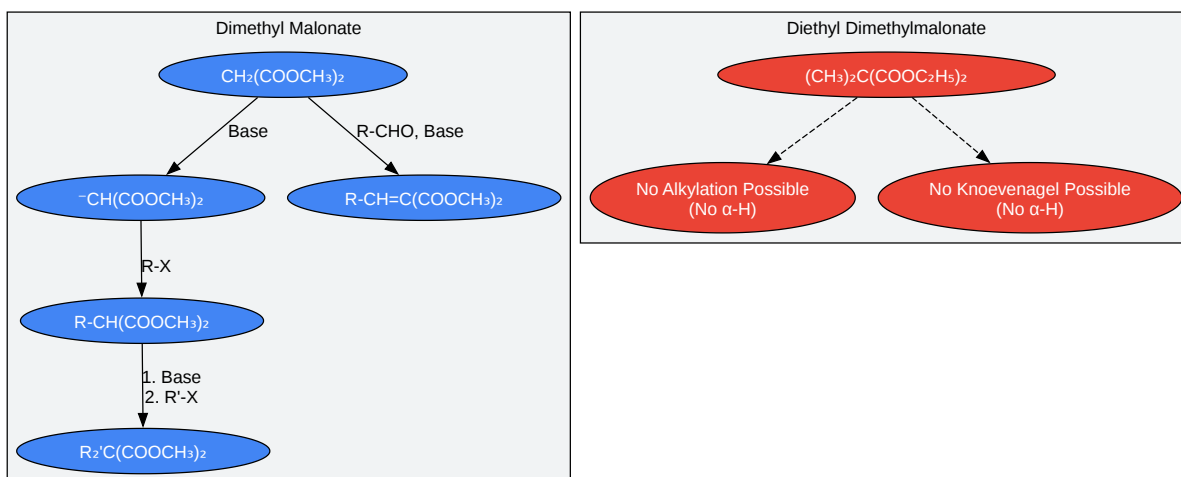 Dimethyl Malonate
CH₂(COOCH₃)₂
Base
R-CHO, Base
⁻CH(COOCH₃)₂
R-CH=C(COOCH₃)₂
R-X
R-CH(COOCH₃)₂
1. Base
2. R'-X
R₂'C(COOCH₃)₂
Diethyl Dimethylmalonate
(CH₃)₂C(COOC₂H₅)₂
No Alkylation Possible
(No α-H)
No Knoevenagel Possible
(No α-H)